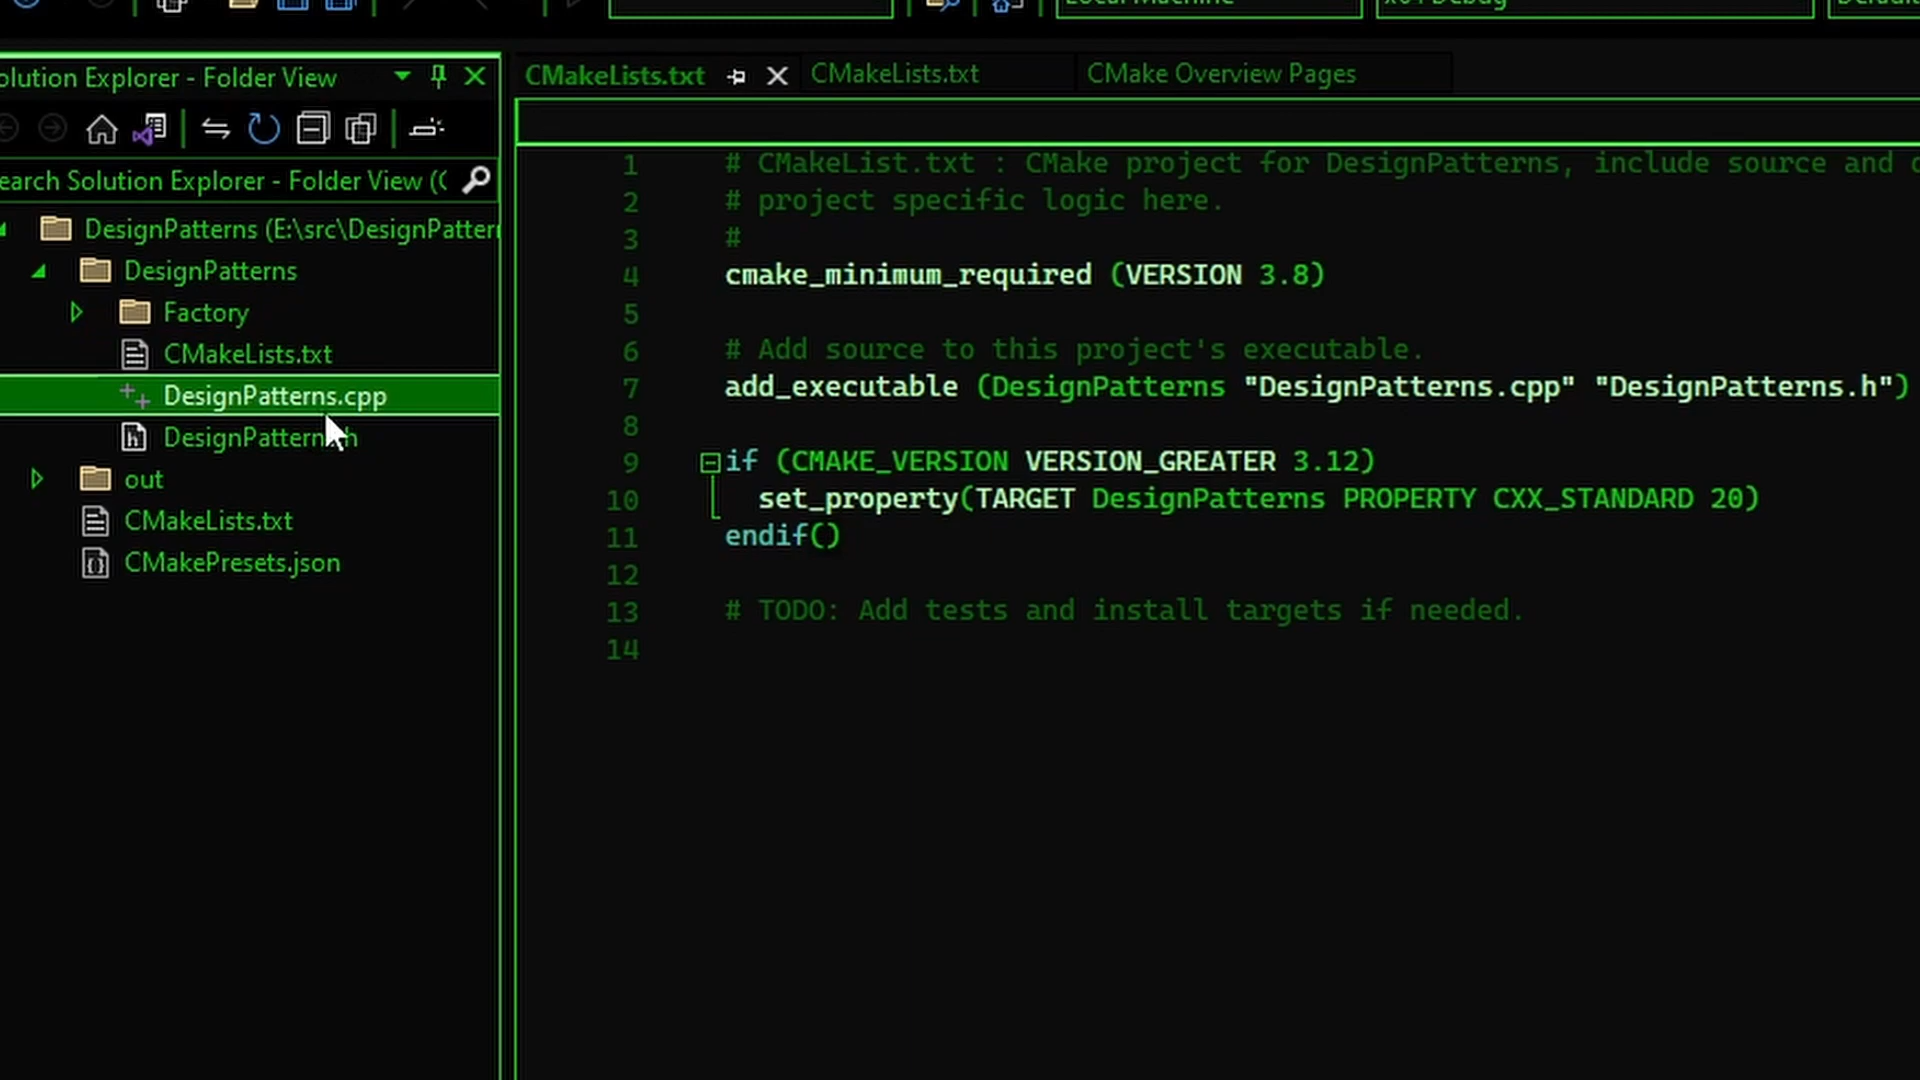 Solution Explorer - Folder View
Search Solution Explorer - Folder View
DesignPatterns (E:\src\DesignPattern
DesignPatterns
Factory
CMakeLists.txt
DesignPatterns.cpp
DesignPattern h
out
CMakeLists.txt
CMakePresets.json
CMakeLists.txt
CMakeLists.txt
CMake Overview Pages
1 # CMakeList.txt : CMake project for DesignPatterns, include source and
2 # project specific logic here.
3 #
4 cmake_minimum_required (VERSION 3.8)
5
6 # Add source to this project's executable.
7 add_executable (DesignPatterns "DesignPatterns.cpp" "DesignPatterns.h")
8
9 if (CMAKE_VERSION VERSION_GREATER 3.12)
10 set_property(TARGET DesignPatterns PROPERTY CXX_STANDARD 20)
11 endif()
12
13 # TODO: Add tests and install targets if needed.
14